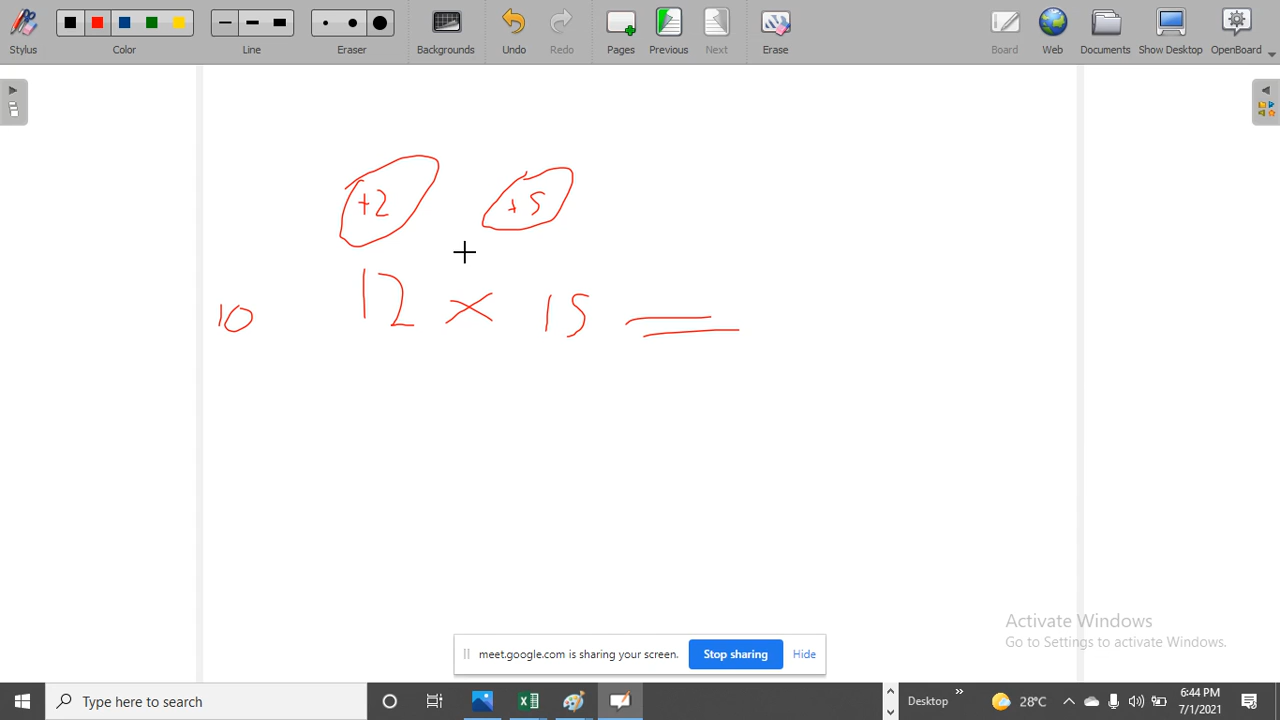 Stylus Color Line Eraser Backgrounds Undo Redo Pages Previous Next Erase Board Web Documents Show Desktop OpenBoard
+2 +5
10 12 × 15 =
Activate Windows
Go to Settings to activate Windows.
meet.google.com is sharing your screen. Stop sharing Hide
Type here to search Desktop » 28°C 6:44 PM
7/1/2021